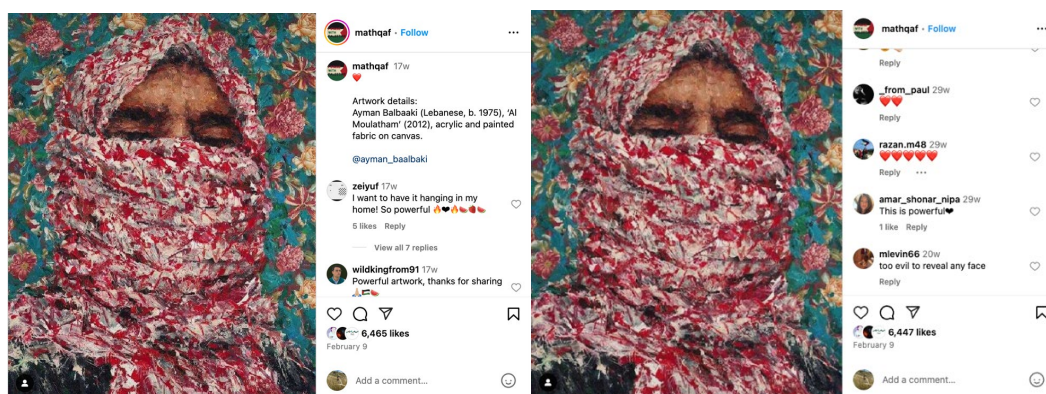 mathqaf • Follow
mathqaf 17w
❤️
Artwork details:
Ayman Balbaaki (Lebanese, b. 1975), 'Al
Moulatham' (2012), acrylic and painted
fabric on canvas.
@ayman_baalbaki
zeiyuf 17w
I want to have it hanging in my
home! So powerful 🔥❤️🔥🍉🍓🍉
5 likes Reply
View all 7 replies
wildkingfrom91 17w
Powerful artwork, thanks for sharing
6,465 likes
February 9
Add a comment...
mathqaf • Follow
Reply
_from_paul 29w
❤️❤️
Reply
razan.m48 29w
❤️❤️❤️❤️❤️❤️
Reply
amar_shonar_nipa 29w
This is powerful❤️
1 like Reply
mlevin66 20w
too evil to reveal any face
Reply
6,447 likes
February 9
Add a comment...